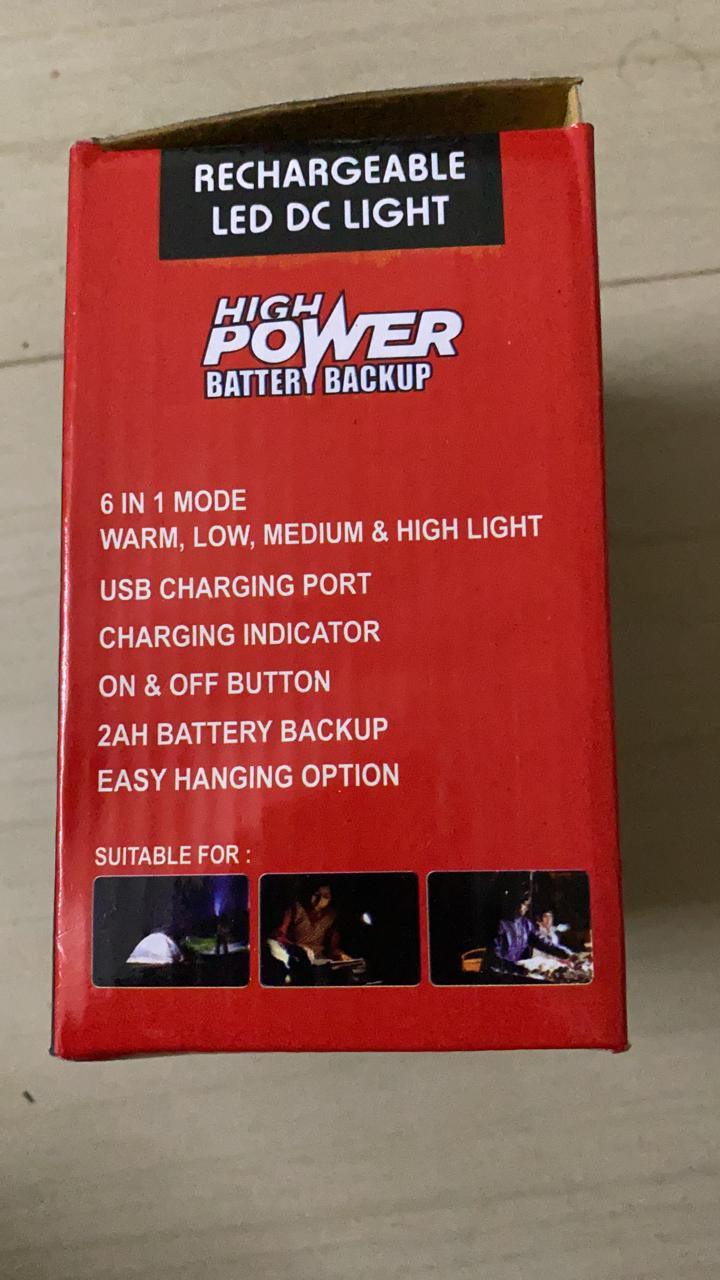 RECHARGEABLE
LED DC LIGHT
HIGH
POWER
BATTERY BACKUP
6 IN 1 MODE
WARM, LOW, MEDIUM & HIGH LIGHT
USB CHARGING PORT
CHARGING INDICATOR
ON & OFF BUTTON
2AH BATTERY BACKUP
EASY HANGING OPTION
SUITABLE FOR :